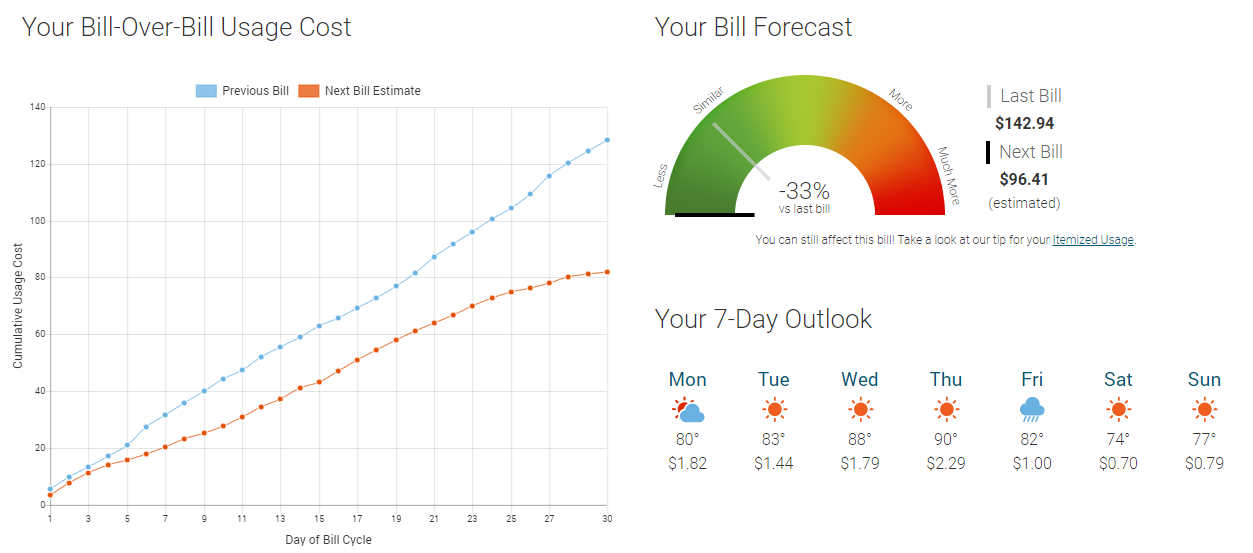 Your Bill-Over-Bill Usage Cost
Previous Bill Next Bill Estimate
140
120
100
80
60
40
20
0
Cumulative Usage Cost
1 3 5 7 9 11 13 15 17 19 21 23 25 27 30
Day of Bill Cycle
Your Bill Forecast
Less
Similar
More
Much More
-33%
vs last bill
Last Bill
$142.94
Next Bill
$96.41
(estimated)
You can still affect this bill! Take a look at our tip for your Itemized Usage.
Your 7-Day Outlook
Mon Tue Wed Thu Fri Sat Sun
80° 83° 88° 90° 82° 74° 77°
$1.82 $1.44 $1.79 $2.29 $1.00 $0.70 $0.79